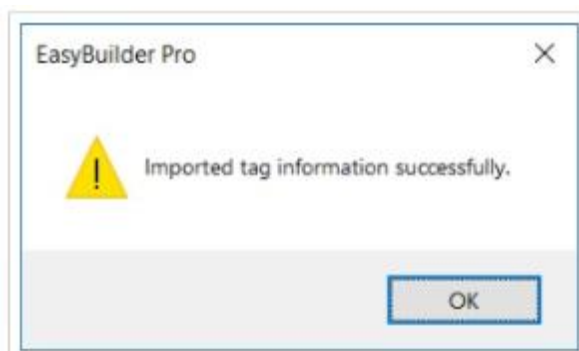 EasyBuilder Pro
Imported tag information successfully.
OK